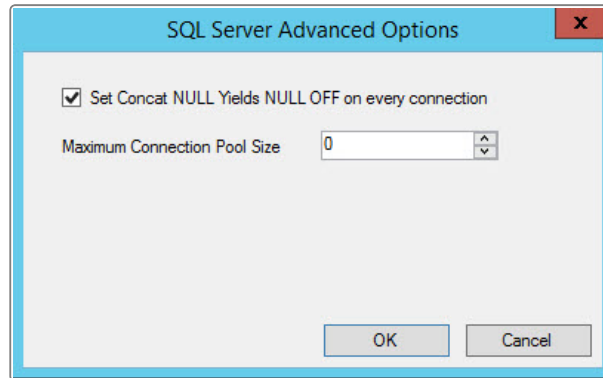 SQL Server Advanced Options
x
Set Concat NULL Yields NULL OFF on every connection
Maximum Connection Pool Size 0
OK Cancel